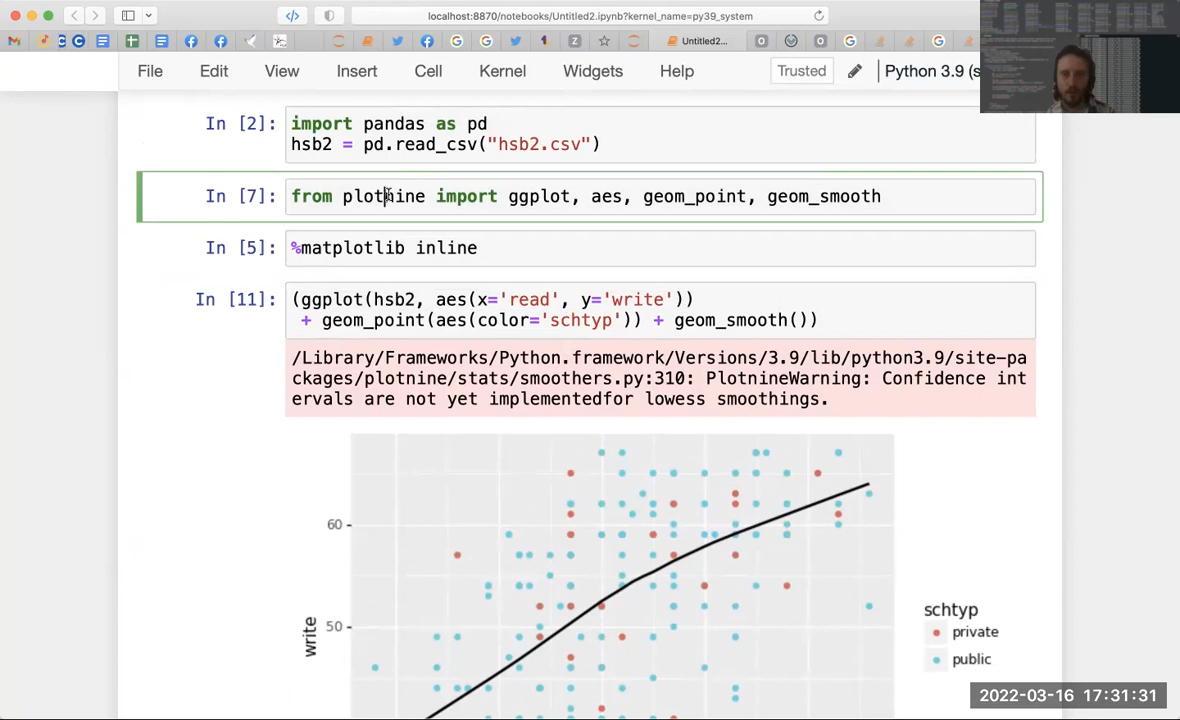 localhost:8870/notebooks/Untitled2.ipynb?kernel_name=py39_system
Untitled2...
File Edit View Insert Cell Kernel Widgets Help Trusted Python 3.9 (s
In [2]: import pandas as pd
hsb2 = pd.read_csv("hsb2.csv")
In [7]: from plotnine import ggplot, aes, geom_point, geom_smooth
In [5]: %matplotlib inline
In [11]: (ggplot(hsb2, aes(x='read', y='write'))
+ geom_point(aes(color='schtyp')) + geom_smooth())
/Library/Frameworks/Python.framework/Versions/3.9/lib/python3.9/site-pa
ckages/plotnine/stats/smoothers.py:310: PlotnineWarning: Confidence int
ervals are not yet implementedfor lowess smoothings.
60
50
write
schtyp
private
public
2022-03-16 17:31:31